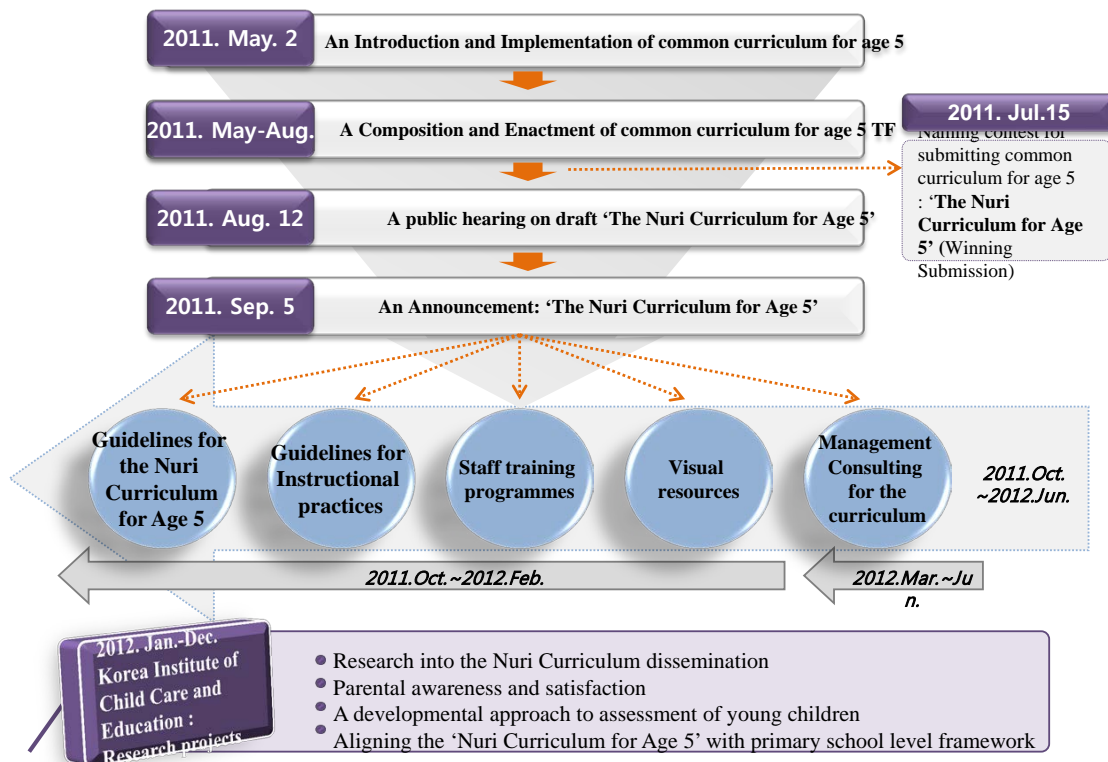 2011. May. 2
An Introduction and Implementation of common curriculum for age 5
2011. May-Aug.
A Composition and Enactment of common curriculum for age 5 TF
2011. Jul.15
Naming contest for
submitting common
curriculum for age 5
: ‘The Nuri
Curriculum for Age
5’ (Winning
Submission)
2011. Aug. 12
A public hearing on draft ‘The Nuri Curriculum for Age 5’
2011. Sep. 5
An Announcement: ‘The Nuri Curriculum for Age 5’
Guidelines for
the Nuri
Curriculum
for Age 5
Guidelines for
Instructional
practices
Staff training
programmes
Visual
resources
Management
Consulting
for the
curriculum
2011.Oct.
~2012.Jun.
2011.Oct.~2012.Feb.
2012.Mar.~Ju
n.
2012. Jan.-Dec.
Korea Institute of
Child Care and
Education :
Research projects
Research into the Nuri Curriculum dissemination
Parental awareness and satisfaction
A developmental approach to assessment of young children
Aligning the ‘Nuri Curriculum for Age 5’ with primary school level framework